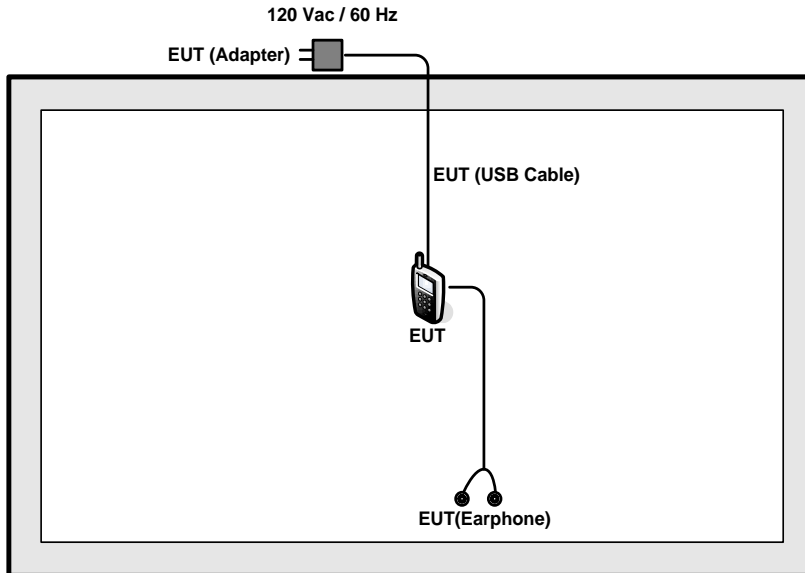 120 Vac / 60 Hz
EUT (Adapter)
EUT (USB Cable)
EUT
EUT(Earphone)